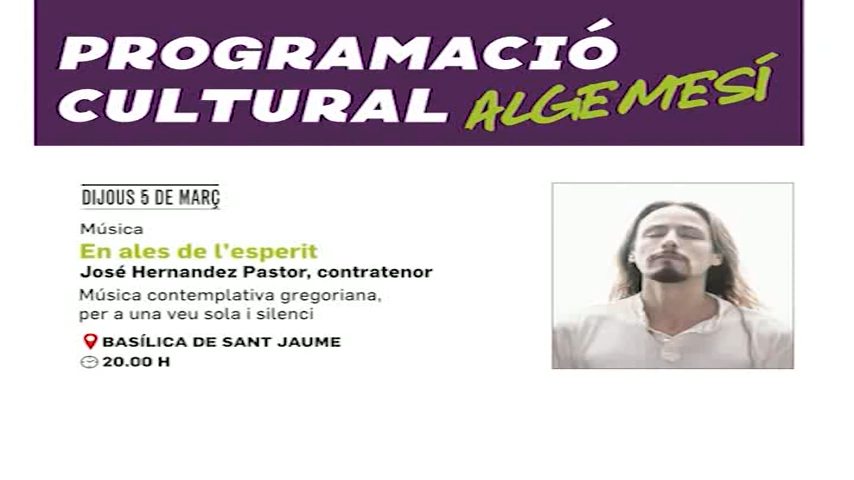 PROGRAMACIÓ
CULTURAL ALGEMESÍ
DIJOUS 5 DE MARÇ
Música
En ales de l'esperit
José Hernandez Pastor, contratenor
Música contemplativa gregoriana,
per a una veu sola i silenci
BASÍLICA DE SANT JAUME
20.00 H